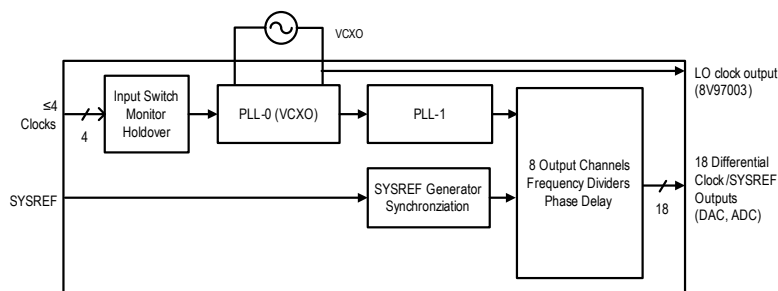 VCXO
LO clock output
(8V97003)
≤4
Clocks
4
Input Switch
Monitor
Holdover
PLL-0 (VCXO)
PLL-1
8 Output Channels
Frequency Dividers
Phase Delay
18 Differential
Clock/SYSREF
Outputs
(DAC, ADC)
18
SYSREF
SYSREF Generator
Synchronziation